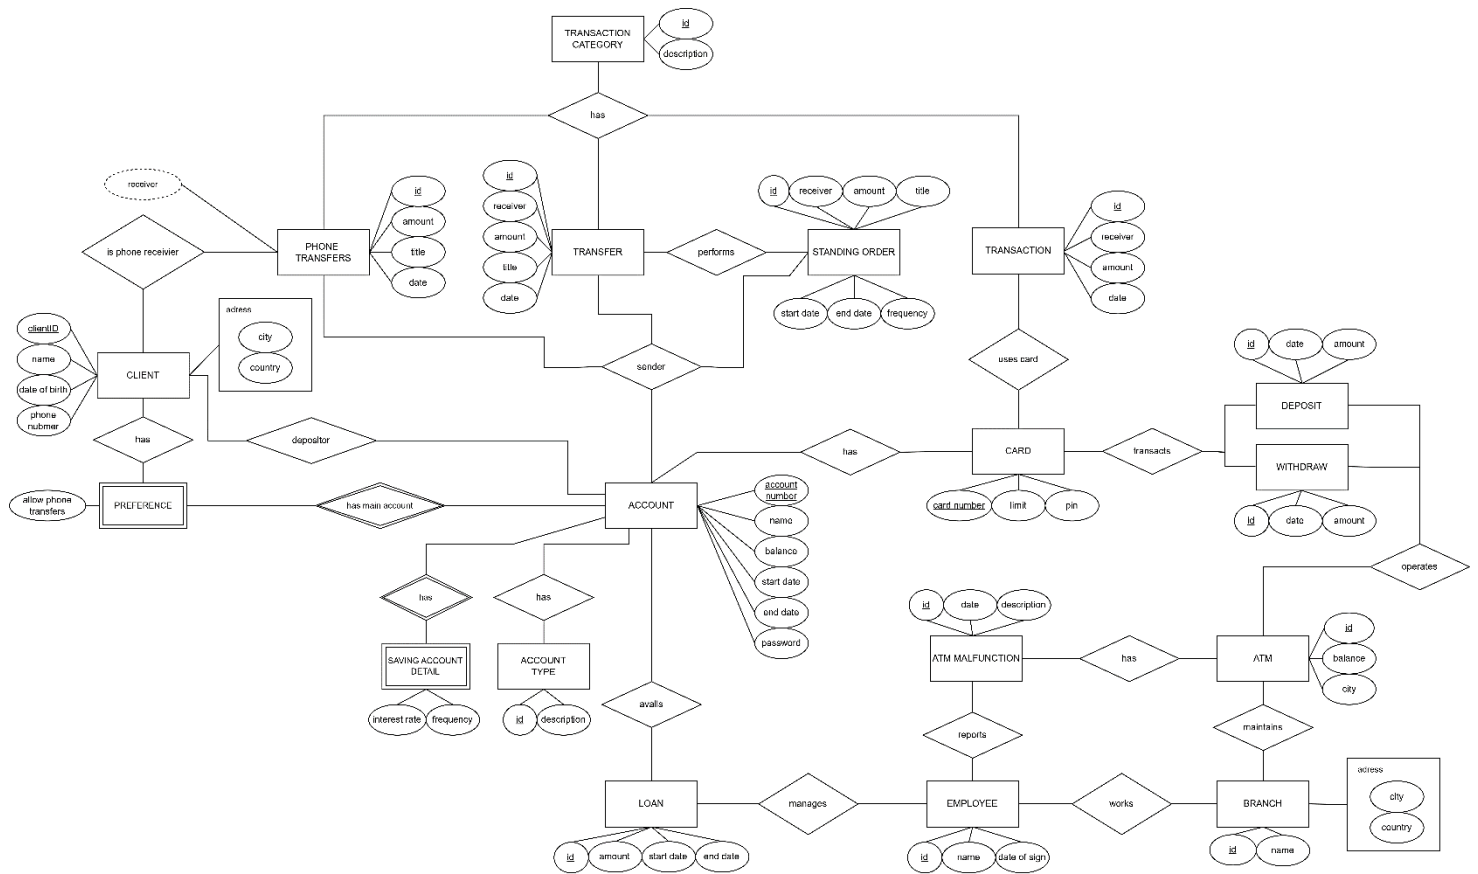 id
TRANSACTION
CATEGORY
description
has
receiver
id
amount
title
date
is phone receivier
PHONE
TRANSFERS
id
receiver
amount
title
date
TRANSFER
performs
id
receiver
amount
title
STANDING ORDER
start date
end date
frequency
TRANSACTION
id
receiver
amount
date
adress
city
country
clientID
name
date of birth
phone
nubmer
CLIENT
sender
uses card
id
date
amount
DEPOSIT
has
depositor
has
CARD
transacts
WITHDRAW
card number
limit
pin
id
date
amount
allow phone
transfers
PREFERENCE
has main account
ACCOUNT
account
number
name
balance
start date
end date
password
has
has
operates
id
date
description
SAVING ACCOUNT
DETAIL
ACCOUNT
TYPE
ATM MALFUNCTION
has
ATM
id
balance
city
interest rate
frequency
id
description
avails
reports
maintains
LOAN
manages
EMPLOYEE
works
BRANCH
adress
city
country
id
amount
start date
end date
id
name
date of sign
id
name